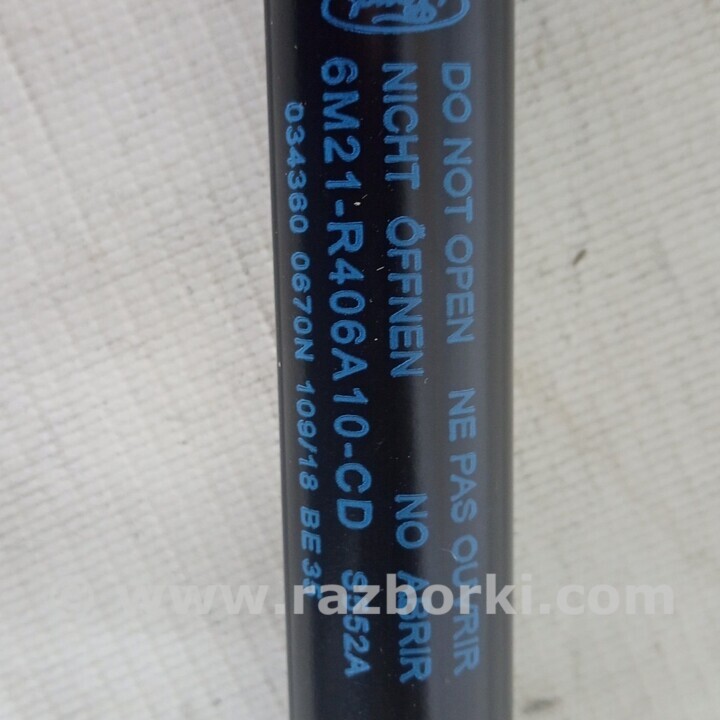 DO NOT OPEN NE PAS OUVRIR
NICHT ÖFFNEN NO ABRIR
6M21-R406A10-CD
034360 0670N 109/18 BE
www.razborki.com